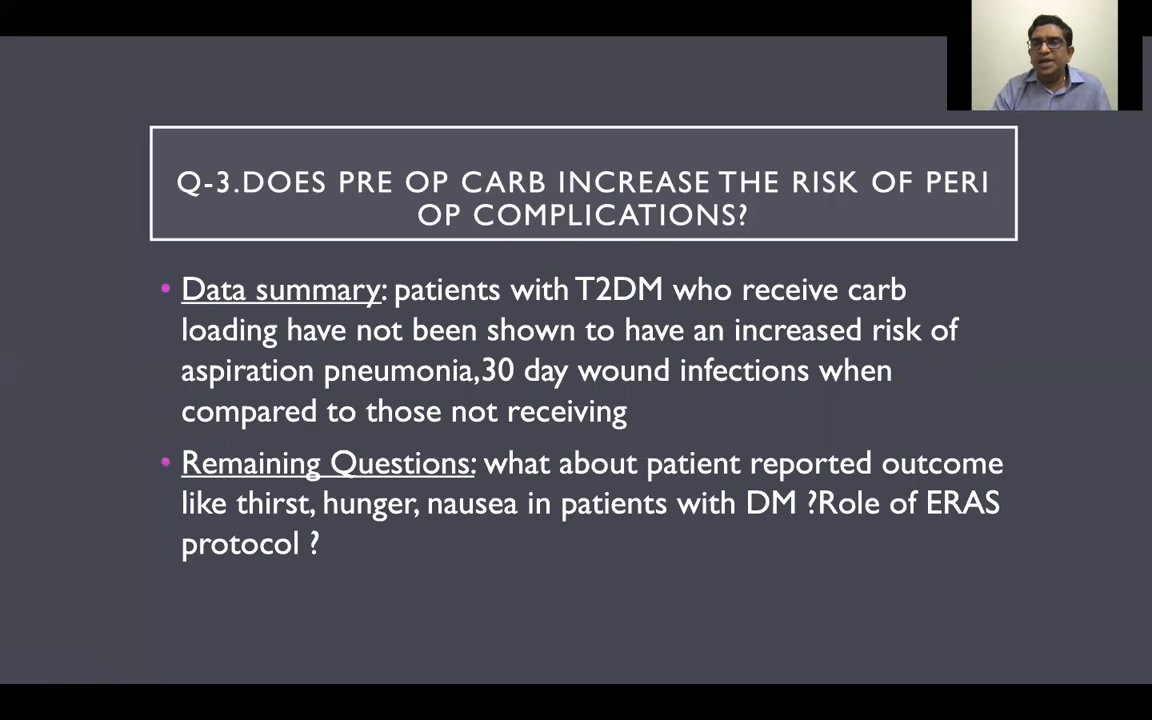 Q-3.DOES PRE OP CARB INCREASE THE RISK OF PERI
OP COMPLICATIONS?
• Data summary: patients with T2DM who receive carb
loading have not been shown to have an increased risk of
aspiration pneumonia,30 day wound infections when
compared to those not receiving
• Remaining Questions: what about patient reported outcome
like thirst, hunger, nausea in patients with DM ?Role of ERAS
protocol ?